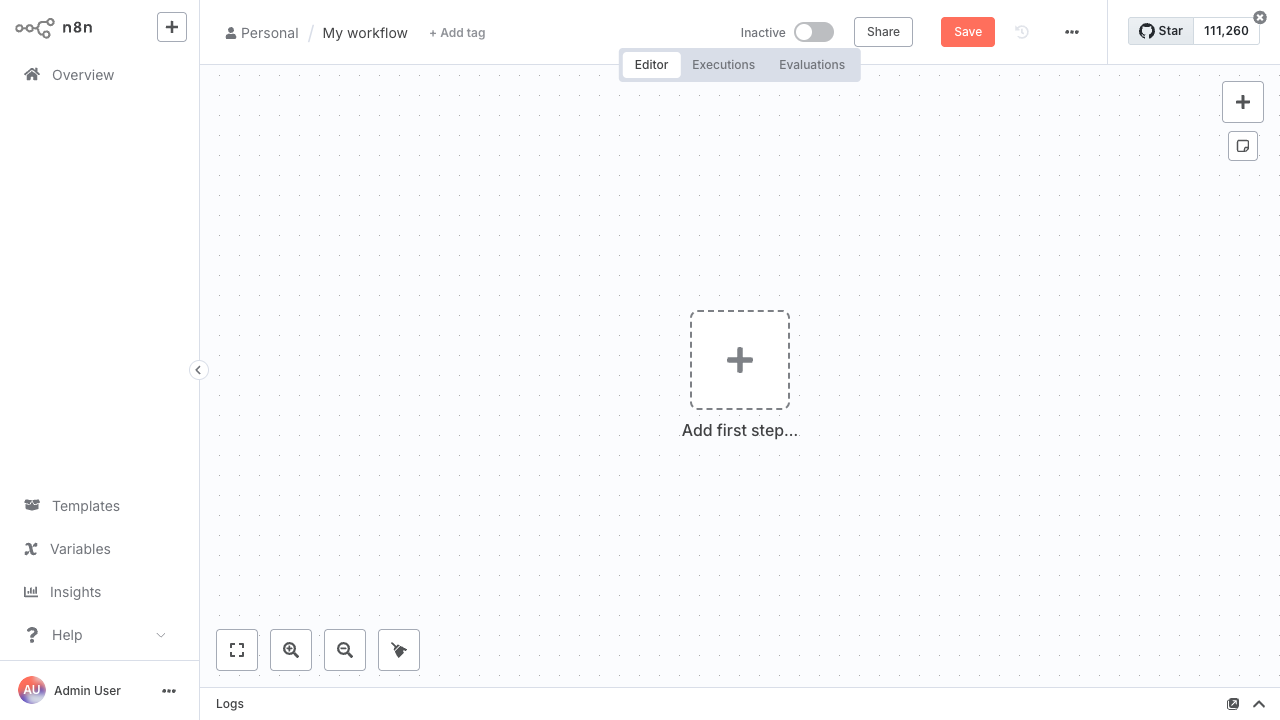 n8n
Overview
Templates
Variables
Insights
Help
AU Admin User
Personal / My workflow + Add tag
Inactive Share Save
Star 111,260
Editor Executions Evaluations
Add first step...
Logs